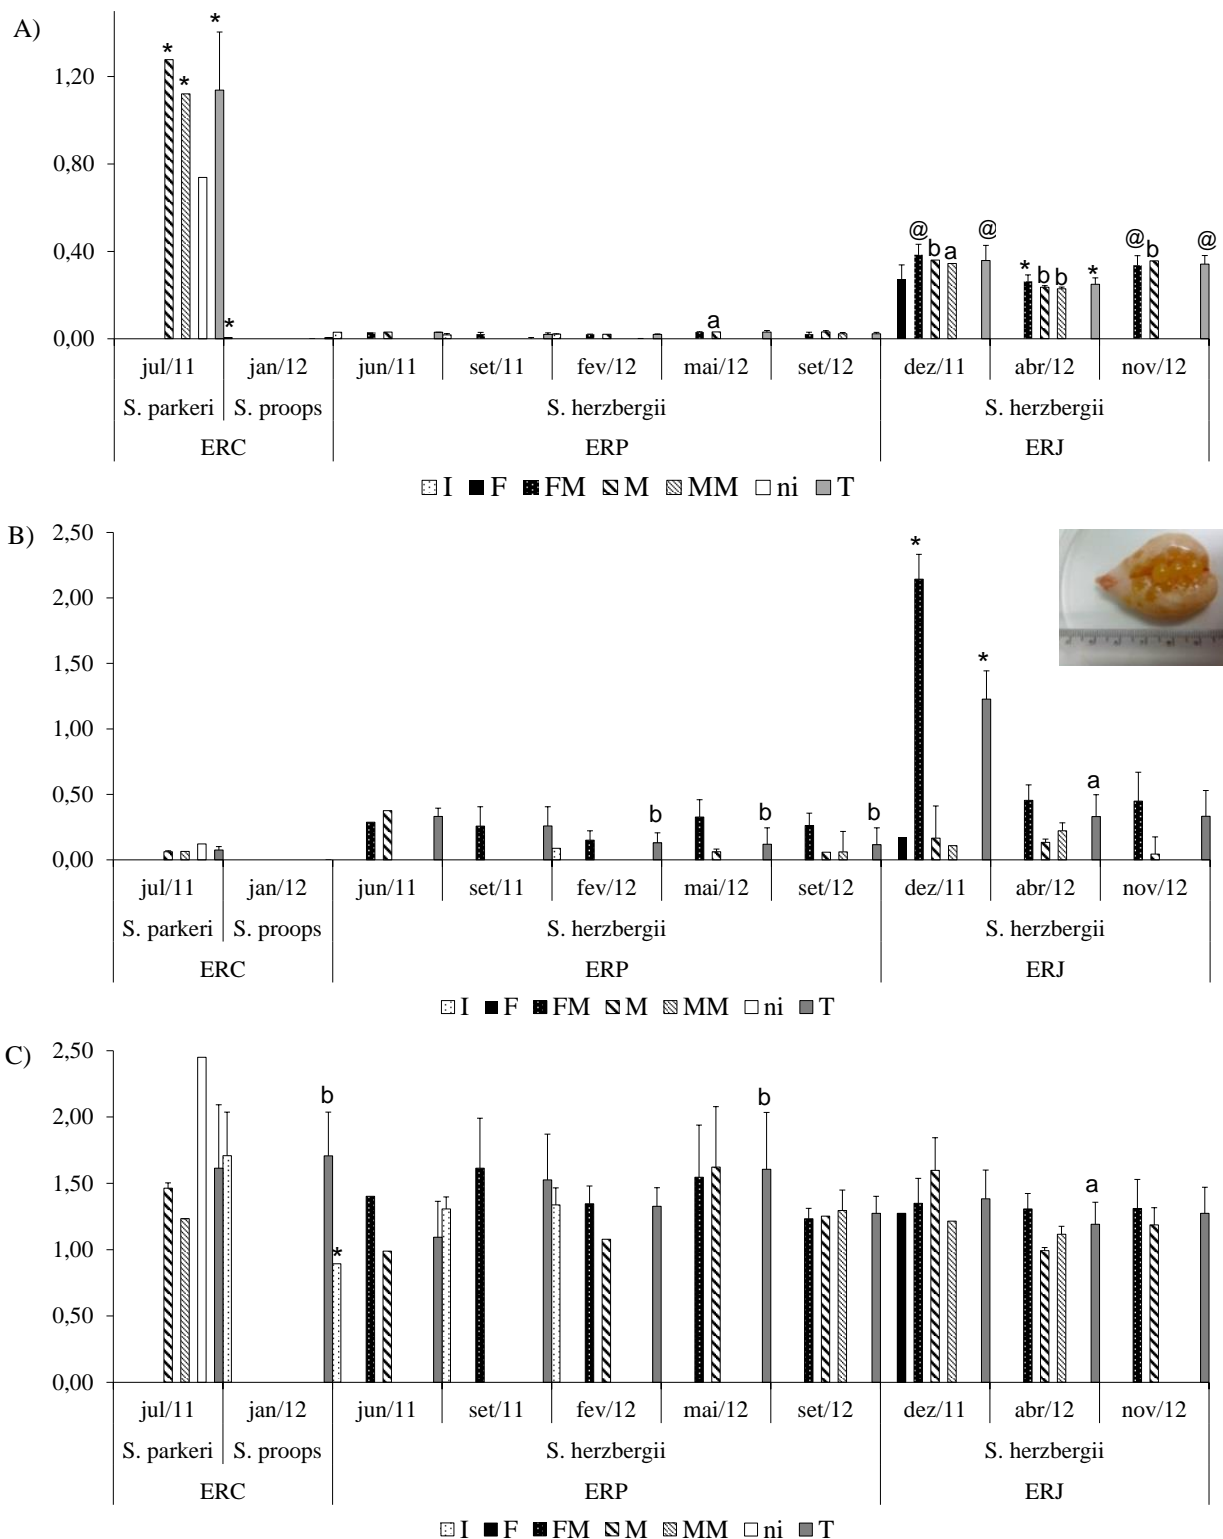 A)
* * *
1,20
0,80
@ @ @ @
0,40
b a * b b * b
* a
0,00
jul/11 jan/12 jun/11 set/11 fev/12 mai/12 set/12 dez/11 abr/12 nov/12
S. parkeri S. proops S. herzbergii S. herzbergii
ERC ERP ERJ
I F FM M MM ni T
B)
2,50
*
2,00
1,50
*
1,00
0,50
b b b a
0,00
jul/11 jan/12 jun/11 set/11 fev/12 mai/12 set/12 dez/11 abr/12 nov/12
S. parkeri S. proops S. herzbergii S. herzbergii
ERC ERP ERJ
I F FM M MM ni T
C)
2,50
b b
2,00
1,50
a
1,00
*
0,50
0,00
jul/11 jan/12 jun/11 set/11 fev/12 mai/12 set/12 dez/11 abr/12 nov/12
S. parkeri S. proops S. herzbergii S. herzbergii
ERC ERP ERJ
I F FM M MM ni T